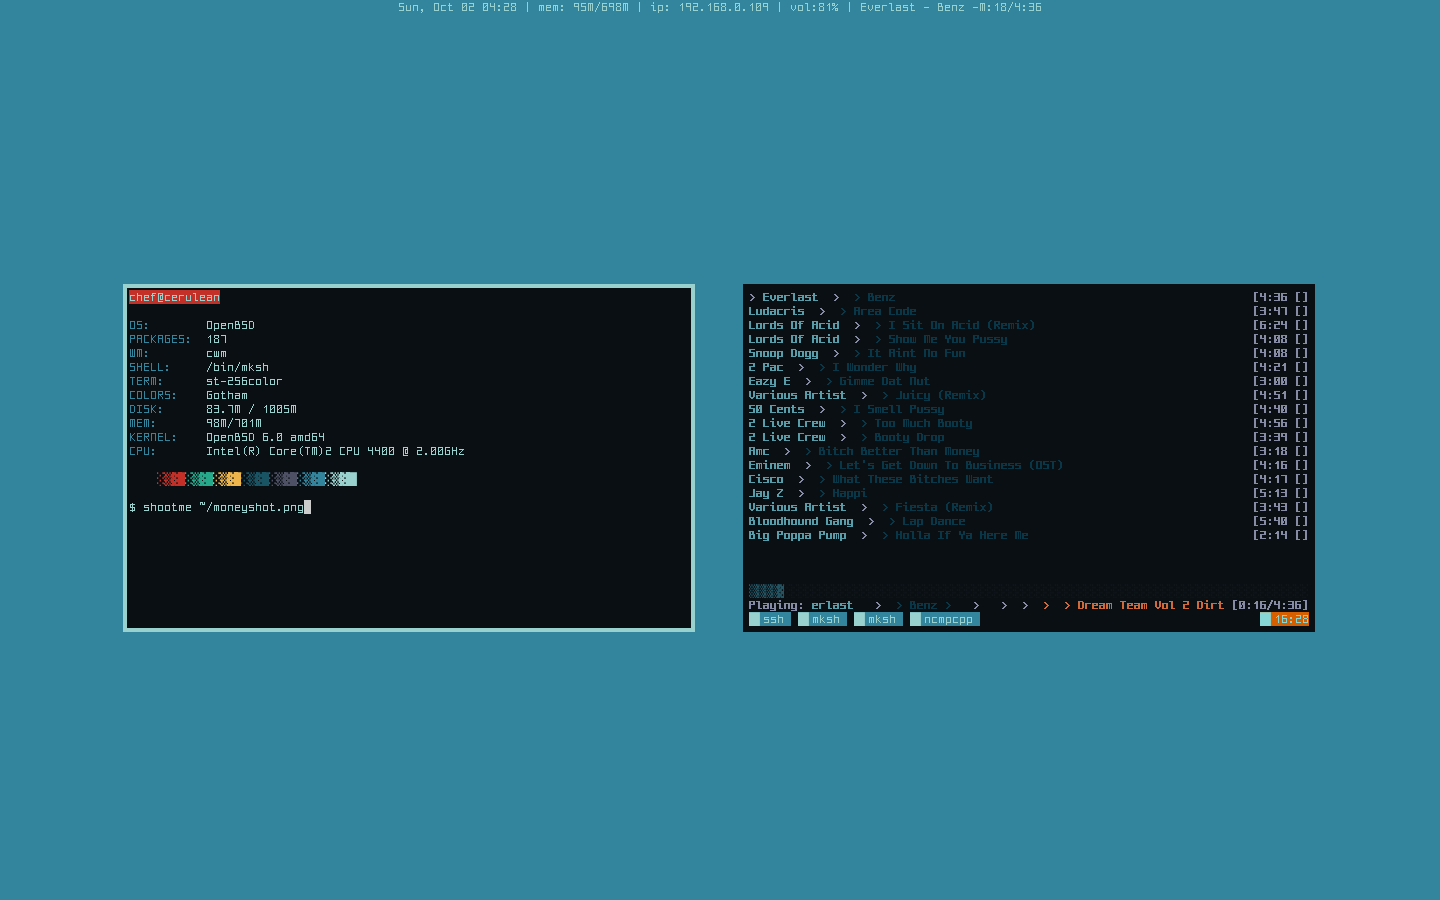 Sun, Oct 02 04:28 | mem: 95M/698M | ip: 192.168.0.109 | vol:81% | Everlast - Benz -M:18/4:36
chef@cerulean
OS: OpenBSD
PACKAGES: 187
WM: cwm
SHELL: /bin/mksh
TERM: st-256color
COLORS: Gotham
DISK: 83.7M / 1005M
MEM: 98M/701M
KERNEL: OpenBSD 6.0 amd64
CPU: Intel(R) Core(TM)2 CPU 4400 @ 2.00GHz
$ shootme ~/moneyshot.png
> Everlast > > Benz [4:36 []
Ludacris > > Area Code [3:47 []
Lords Of Acid > > I Sit On Acid (Remix) [6:24 []
Lords Of Acid > > Show Me You Pussy [4:08 []
Snoop Dogg > > It Aint No Fun [4:08 []
2 Pac > > I Wonder Why [4:21 []
Eazy E > > Gimme Dat Nut [3:00 []
Various Artist > > Juicy (Remix) [4:51 []
50 Cents > > I Smell Pussy [4:40 []
2 Live Crew > > Too Much Booty [4:56 []
2 Live Crew > > Booty Drop [3:39 []
Amc > > Bitch Better Than Money [3:18 []
Eminem > > Let's Get Down To Business (OST) [4:16 []
Cisco > > What These Bitches Want [4:17 []
Jay Z > > Happi [5:13 []
Various Artist > > Fiesta (Remix) [3:43 []
Bloodhound Gang > > Lap Dance [5:40 []
Big Poppa Pump > > Holla If Ya Here Me [2:14 []
Playing: erlast > > Benz > > > > > > Dream Team Vol 2 Dirt [0:16/4:36]
ssh mksh mksh ncmpcpp 16:28